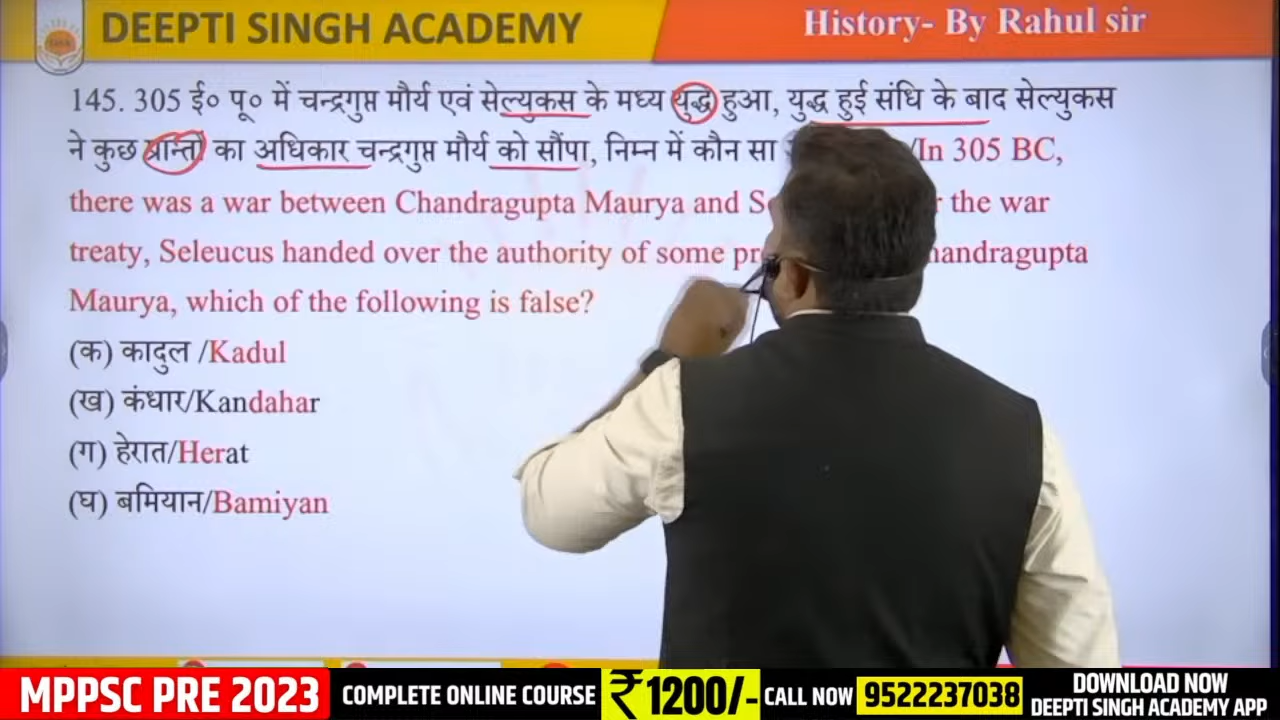 DEEPTI SINGH ACADEMY
History- By Rahul sir
145. 305 ई० पू० में चन्द्रगुप्त मौर्य एवं सेल्युकस के मध्य युद्ध हुआ, युद्ध हुई संधि के बाद सेल्युकस
ने कुछ प्रान्तों का अधिकार चन्द्रगुप्त मौर्य को सौंपा, निम्न में कौन सा /In 305 BC,
there was a war between Chandragupta Maurya and the war
treaty, Seleucus handed over the authority of some
Maurya, which of the following is false?
(क) कादुल /Kadul
(ख) कंधार/Kandahar
(ग) हेरात/Herat
(घ) बमियान/Bamiyan
MPPSC PRE 2023 COMPLETE ONLINE COURSE ₹1200/- CALL NOW 9522237038 DOWNLOAD NOW
DEEPTI SINGH ACADEMY APP